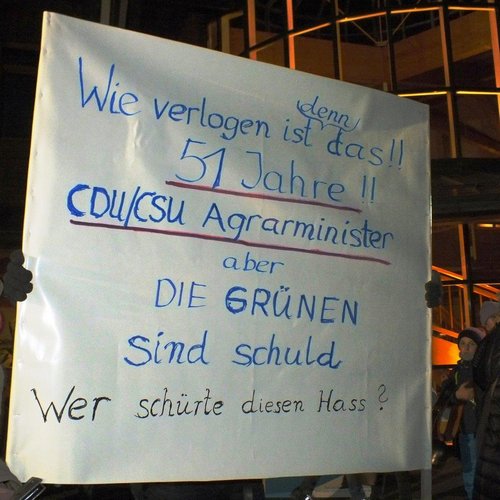 Wie verlogen ist denn das!!
51 Jahre!!
CDU/CSU Agrarminister
aber
DIE GRÜNEN
sind schuld
Wer schürte diesen Hass?